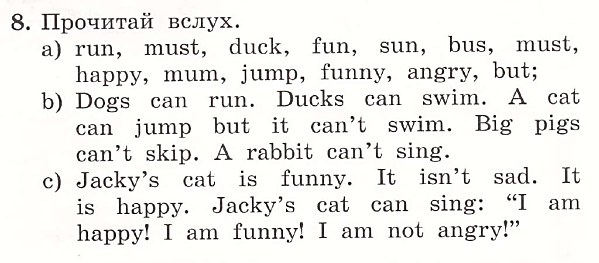 8. Прочитай вслух.
a) run, must, duck, fun, sun, bus, must,
happy, mum, jump, funny, angry, but;
b) Dogs can run. Ducks can swim. A cat
can jump but it can't swim. Big pigs
can't skip. A rabbit can't sing.
c) Jacky's cat is funny. It isn't sad. It
is happy. Jacky's cat can sing: “I am
happy! I am funny! I am not angry!”